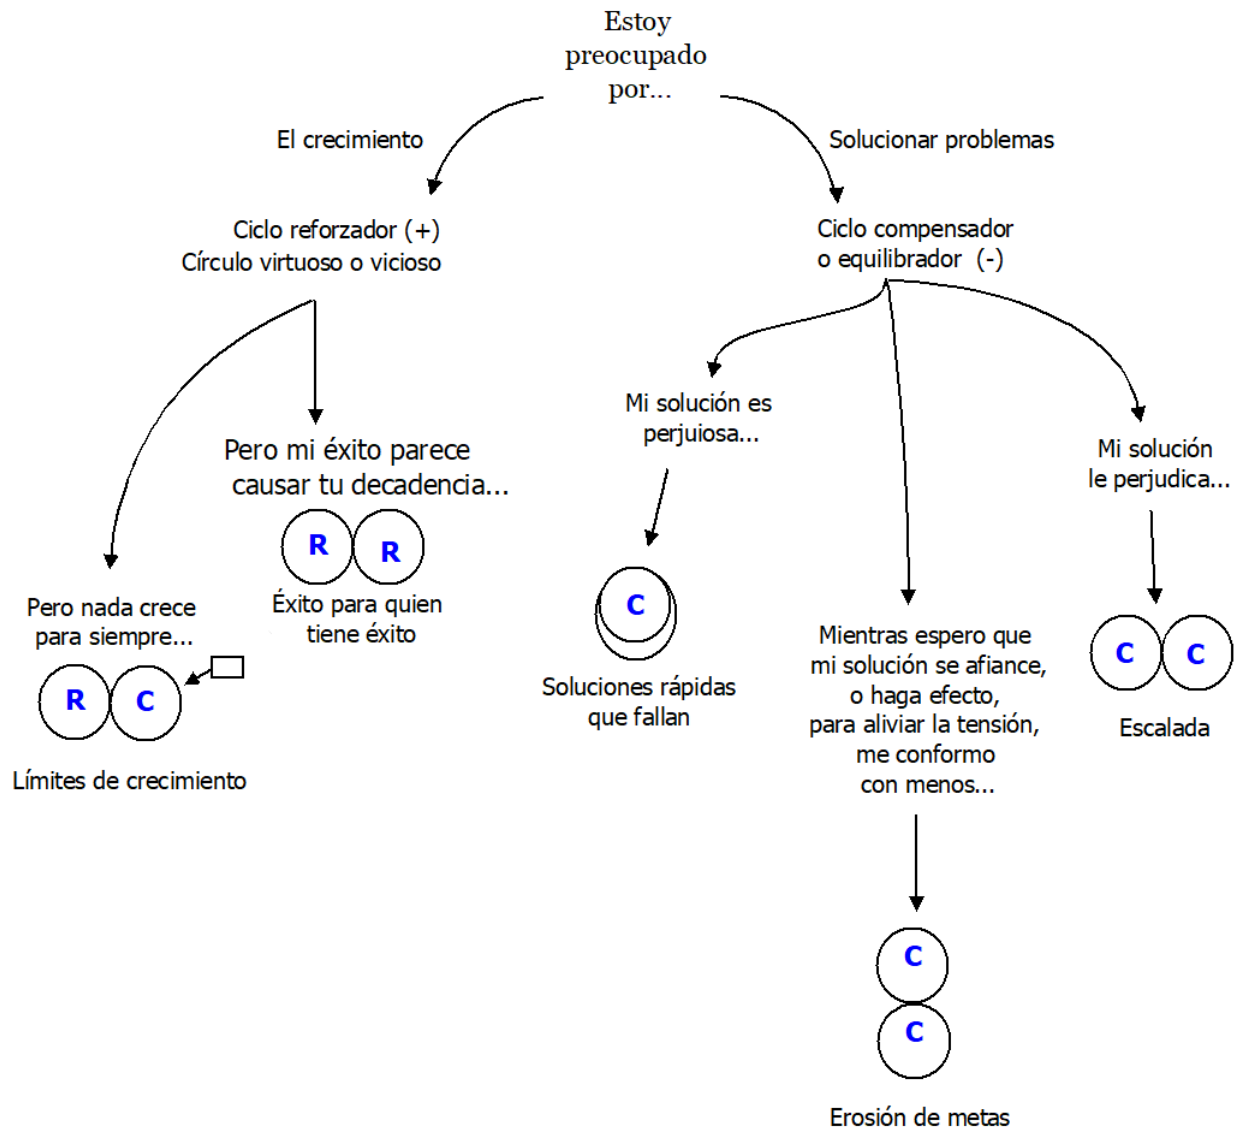 Estoy
preocupado
por...
El crecimiento
Solucionar problemas
Ciclo reforzador (+)
Círculo virtuoso o vicioso
Ciclo compensador
o equilibrador (-)
Pero mi éxito parece
causar tu decadencia...
R
R
Éxito para quien
tiene éxito
Pero nada crece
para siempre...
R
C
Límites de crecimiento
Mi solución es
perjuiosa...
C
Soluciones rápidas
que fallan
Mientras espero que
mi solución se afiance,
o haga efecto,
para aliviar la tensión,
me conformo
con menos...
C
C
Erosión de metas
Mi solución
le perjudica...
C
C
Escalada